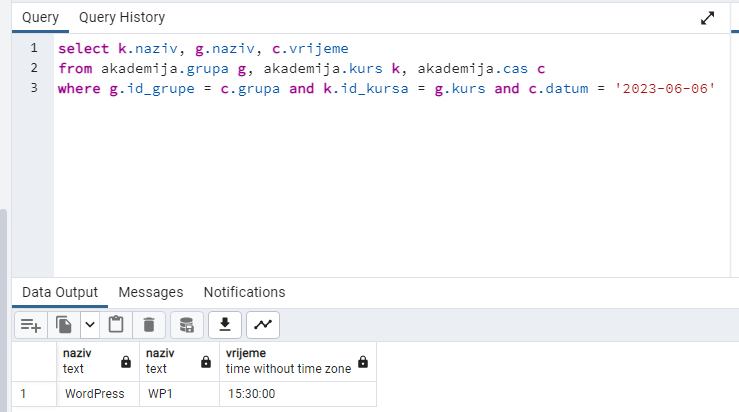 Query Query History
1 select k.naziv, g.naziv, c.vrijeme
2 from akademija.grupa g, akademija.kurs k, akademija.cas c
3 where g.id_grupe = c.grupa and k.id_kursa = g.kurs and c.datum = '2023-06-06'
Data Output Messages Notifications
naziv naziv vrijeme
text text time without time zone
1 WordPress WP1 15:30:00